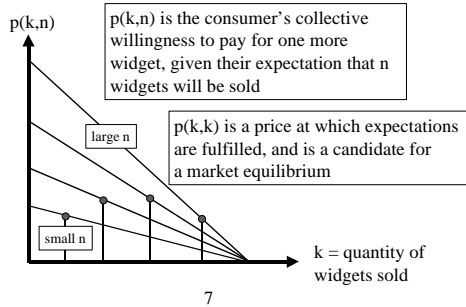 p(k,n)
p(k,n) is the consumer's collective
willingness to pay for one more
widget, given their expectation that n
widgets will be sold
p(k,k) is a price at which expectations
are fulfilled, and is a candidate for
a market equilibrium
large n
small n
k = quantity of
widgets sold
7